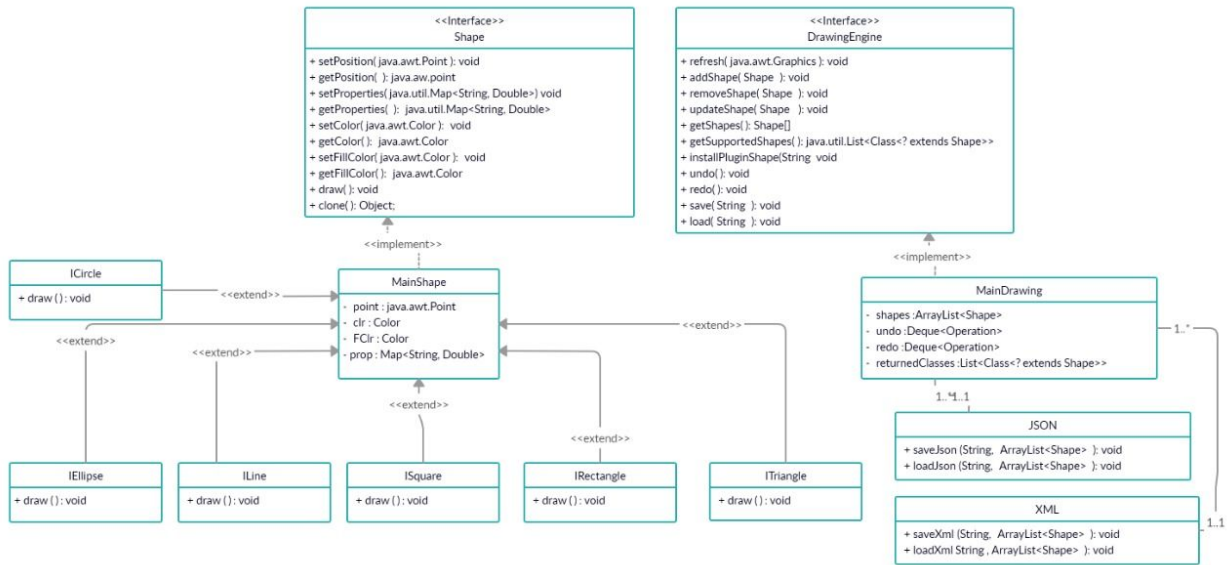 <<Interface>>
Shape
+ setPosition( java.awt.Point ): void
+ getPosition( ): java.aw.point
+ setProperties(java.util.Map<String, Double>) void
+ getProperties( ): java.util.Map<String, Double>
+ setColor( java.awt.Color ): void
+ getColor( ): java.awt.Color
+ setFillColor( java.awt.Color ): void
+ getFillColor( ): java.awt.Color
+ draw( ): void
+ clone( ): Object;
<<Interface>>
DrawingEngine
+ refresh( java.awt.Graphics ): void
+ addShape( Shape ): void
+ removeShape( Shape ): void
+ updateShape( Shape ): void
+ getShapes( ): Shape[]
+ getSupportedShapes( ): java.util.List<Class<? extends Shape>>
+ installPluginShape(String void
+ undo( ): void
+ redo( ): void
+ save( String ): void
+ load( String ): void
<<implement>>
<<implement>>
ICircle
+ draw ( ) : void
<<extend>>
MainShape
- point : java.awt.Point
- clr : Color
- FClr : Color
- prop : Map<String, Double>
<<extend>>
<<extend>>
<<extend>>
<<extend>>
<<extend>>
MainDrawing
- shapes :ArrayList<Shape>
- undo :Deque<Operation>
- redo :Deque<Operation>
- returnedClasses :List<Class<? extends Shape>>
1..*
1..*
1..1
JSON
+ saveJson (String, ArrayList<Shape> ): void
+ loadJson (String, ArrayList<Shape> ): void
IEllipse
+ draw ( ) : void
ILine
+ draw ( ) : void
ISquare
+ draw ( ) : void
IRectangle
+ draw ( ) : void
ITriangle
+ draw ( ) : void
XML
+ saveXml (String, ArrayList<Shape> ): void
+ loadXml String , ArrayList<Shape> ): void
1..1